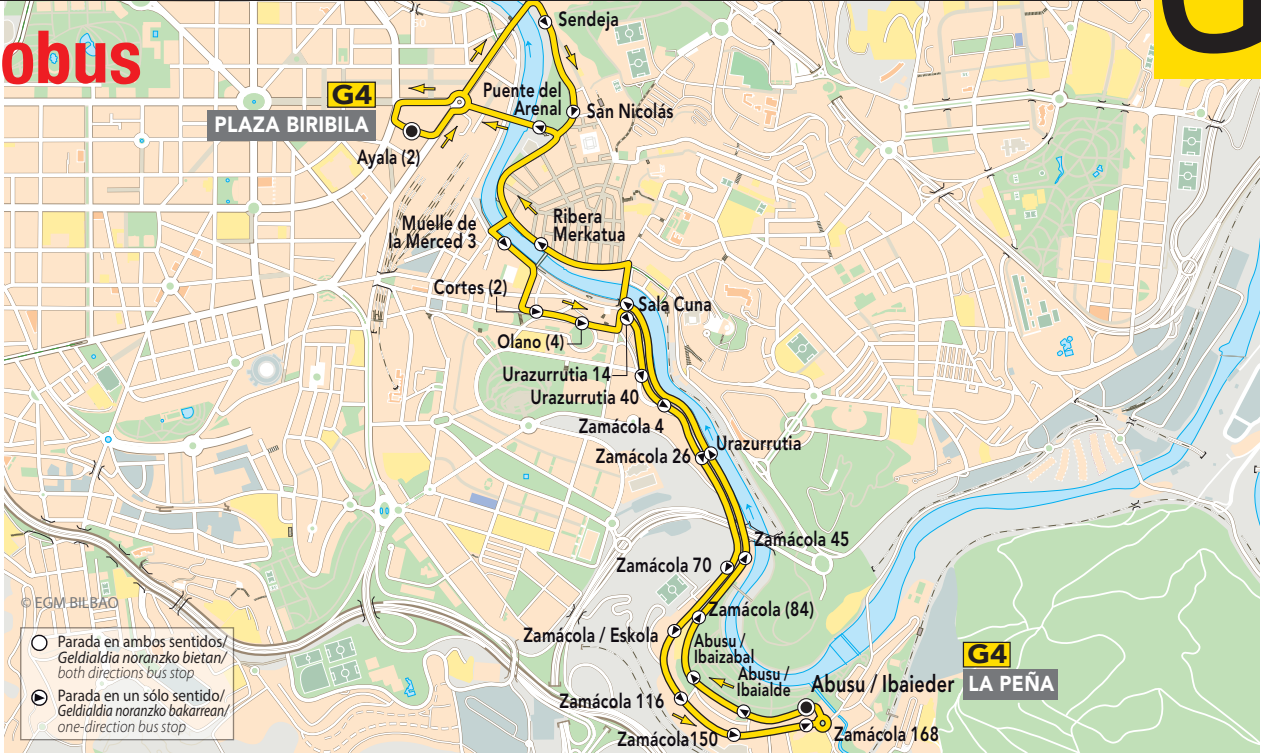 obus
G
G4
PLAZA BIRIBILA
Ayala (2)
Sendeja
Puente del
Arenal
San Nicolás
Muelle de
la Merced 3
Ribera
Merkatua
Cortes (2)
Sala Cuna
Olano (4)
Urazurrutia 14
Urazurrutia 40
Zamácola 4
Zamácola 26
Urazurrutia
Zamácola 45
Zamácola 70
Zamácola (84)
Zamácola / Eskola
Abusu /
Ibaizabal
Abusu /
Ibaialde
Abusu / Ibaieder
G4
LA PEÑA
Zamácola 116
Zamácola150
Zamácola 168
© EGM BILBAO
Parada en ambos sentidos/
Geldialdia noranzko bietan/
both directions bus stop
Parada en un sólo sentido/
Geldialdia noranzko bakarrean/
one-direction bus stop